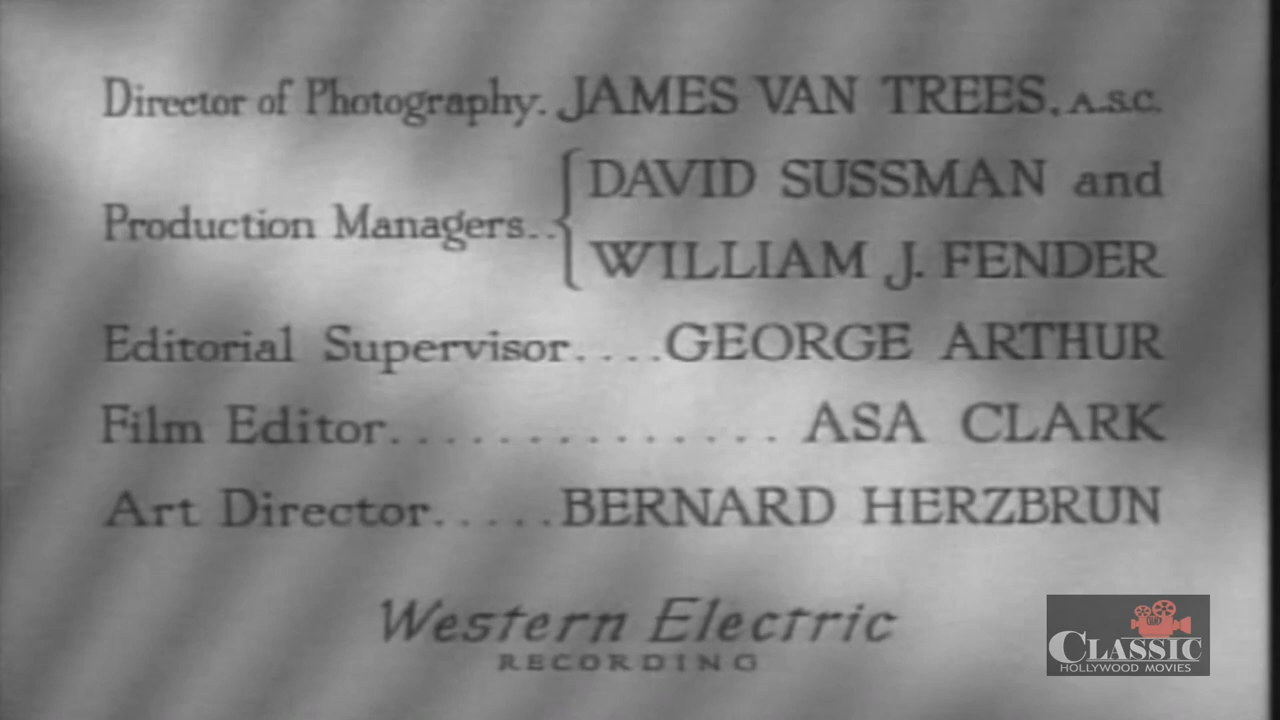 Director of Photography. JAMES VAN TREES, A.S.C.
Production Managers.. { DAVID SUSSMAN and
WILLIAM J. FENDER
Editorial Supervisor....GEORGE ARTHUR
Film Editor................ASA CLARK
Art Director.....BERNARD HERZBRUN
Western Electric
RECORDING
CLASSIC
HOLLYWOOD MOVIES